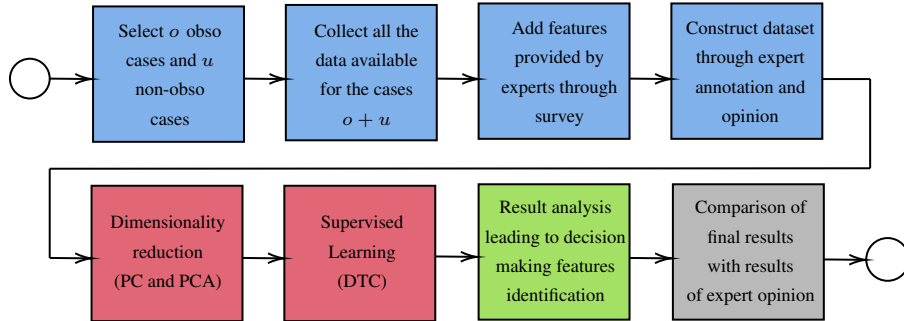 Select o obso
cases and u
non-obso
cases
Collect all the
data available
for the cases
o + u
Add features
provided by
experts through
survey
Construct dataset
through expert
annotation and
opinion
Dimensionality
reduction
(PC and PCA)
Supervised
Learning
(DTC)
Result analysis
leading to decision
making features
identification
Comparison of
final results
with results
of expert opinion